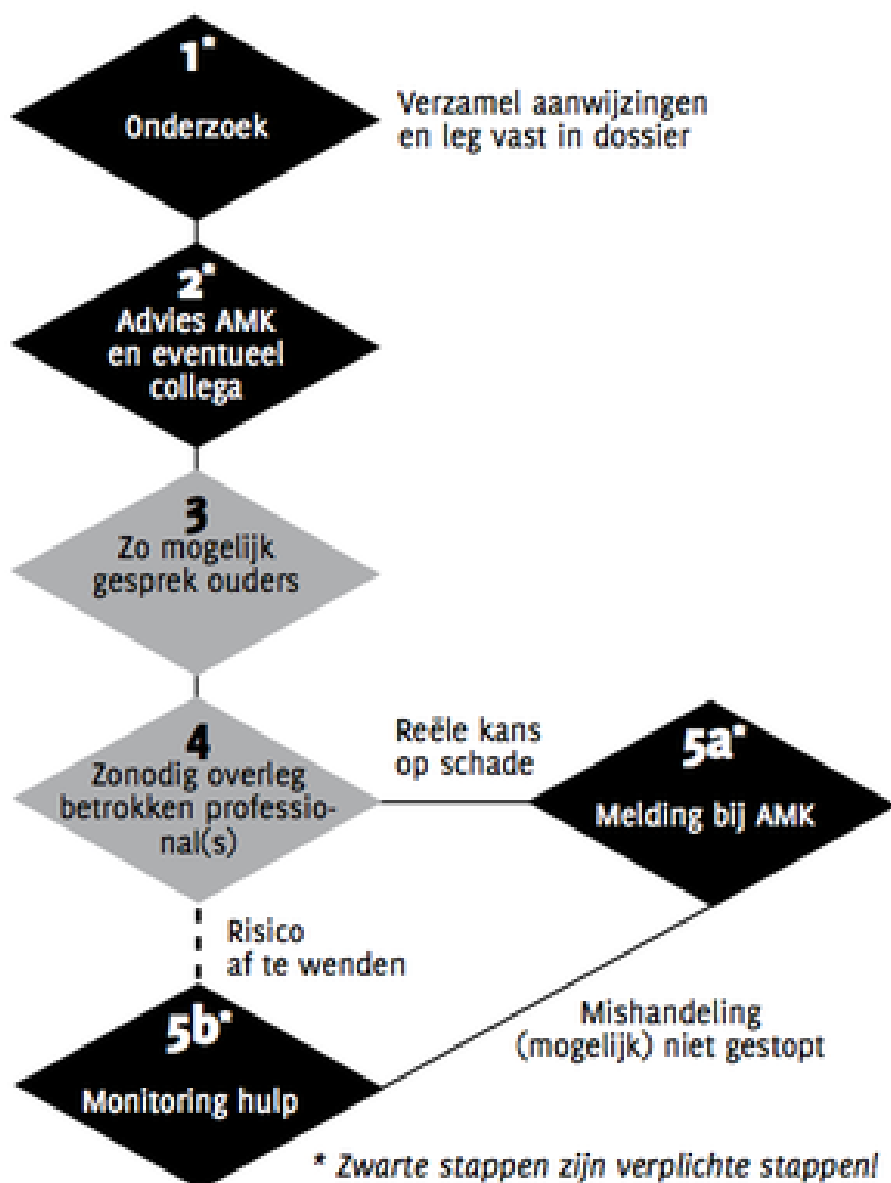 1*
Onderzoek
Verzamel aanwijzingen
en leg vast in dossier
2*
Advies AMK
en eventueel
collega
3
Zo mogelijk
gesprek ouders
4
Zonodig overleg
betrokken professio-
nal(s)
Reële kans
op schade
5a*
Melding bij AMK
Risico
af te wenden
5b*
Monitoring hulp
Mishandeling
(mogelijk) niet gestopt
* Zwarte stappen zijn verplichte stappen!